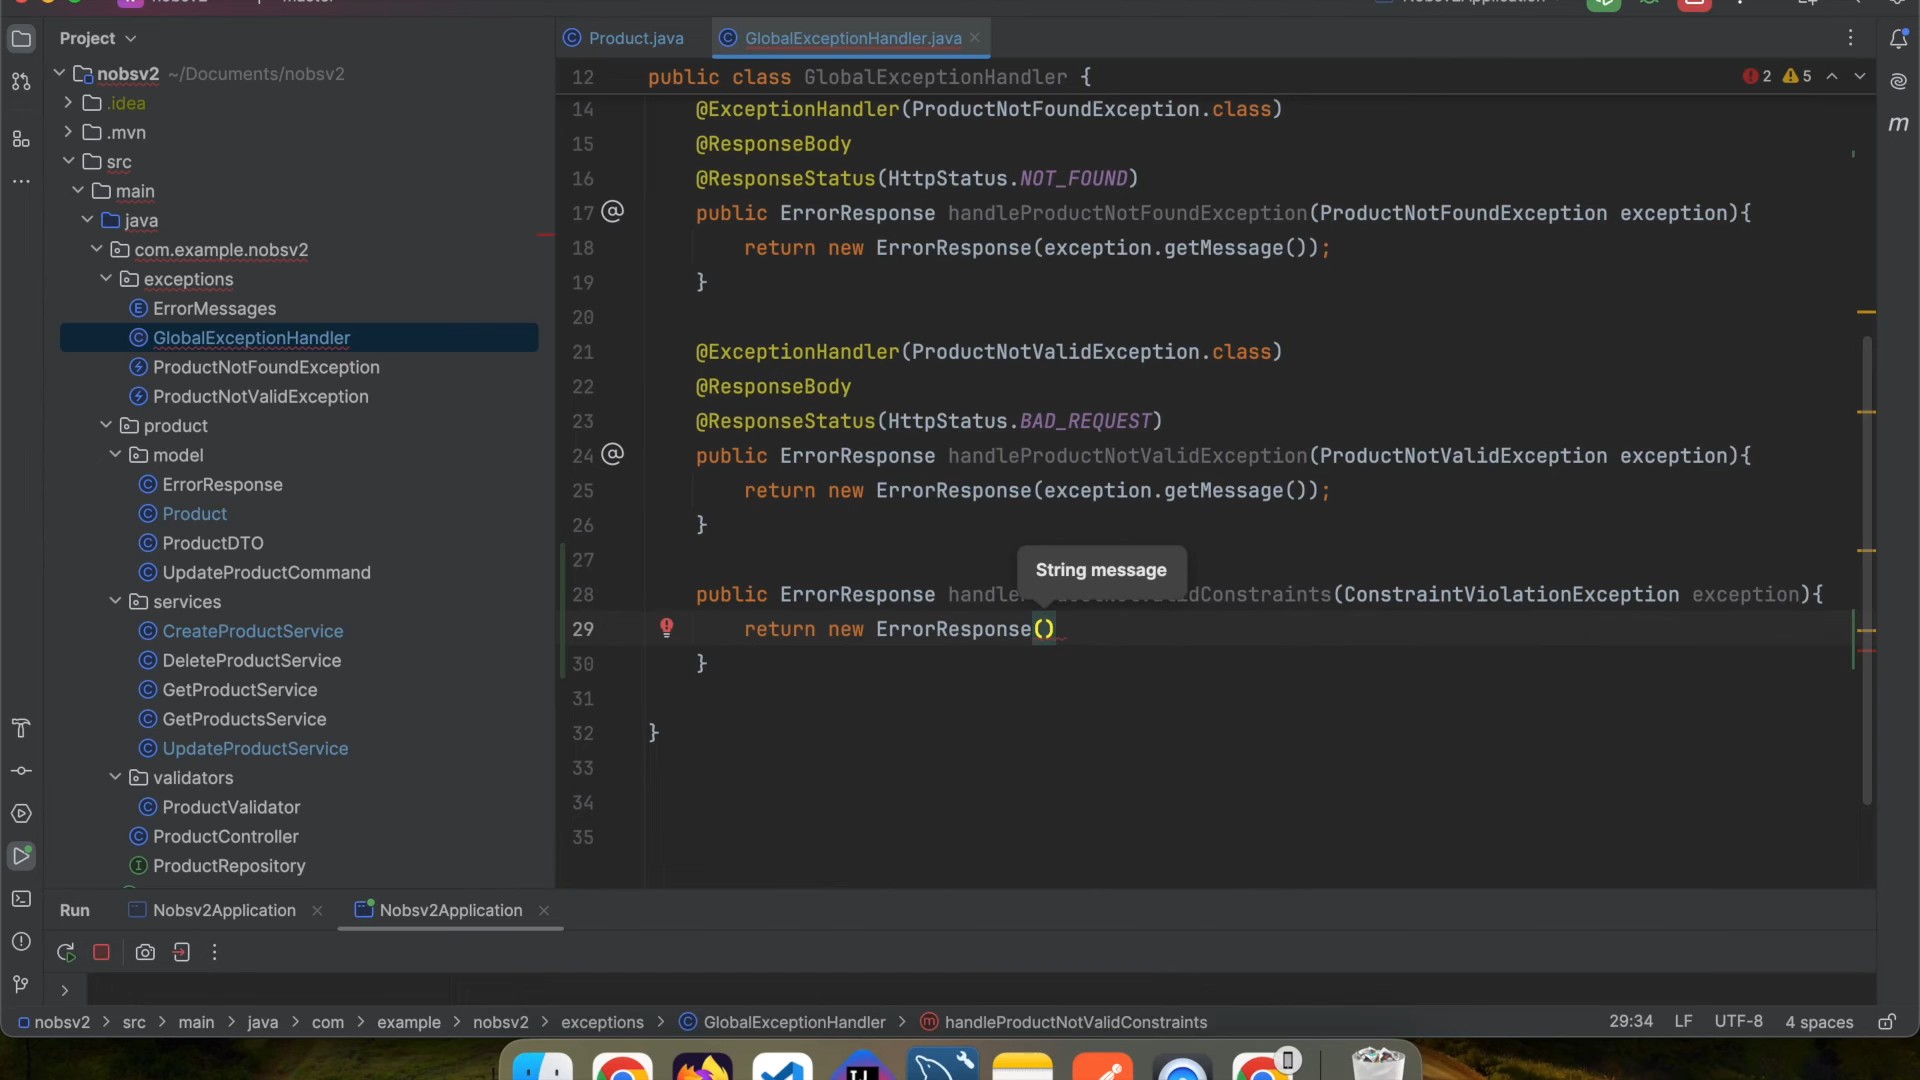 Project
nobsv2 ~/Documents/nobsv2
.idea
.mvn
src
main
java
com.example.nobsv2
exceptions
ErrorMessages
GlobalExceptionHandler
ProductNotFoundException
ProductNotValidException
product
model
ErrorResponse
Product
ProductDTO
UpdateProductCommand
services
CreateProductService
DeleteProductService
GetProductService
GetProductsService
UpdateProductService
validators
ProductValidator
ProductController
ProductRepository
Product.java
GlobalExceptionHandler.java
2 5
12 public class GlobalExceptionHandler {
14 @ExceptionHandler(ProductNotFoundException.class)
15 @ResponseBody
16 @ResponseStatus(HttpStatus.NOT_FOUND)
17 public ErrorResponse handleProductNotFoundException(ProductNotFoundException exception){
18 return new ErrorResponse(exception.getMessage());
19 }
20
21 @ExceptionHandler(ProductNotValidException.class)
22 @ResponseBody
23 @ResponseStatus(HttpStatus.BAD_REQUEST)
24 public ErrorResponse handleProductNotValidException(ProductNotValidException exception){
25 return new ErrorResponse(exception.getMessage());
26 }
27
String message
28 public ErrorResponse Constraints(ConstraintViolationException exception){
29 return new ErrorResponse()
30 }
31
32 }
33
34
35
Run Nobsv2Application Nobsv2Application
nobsv2 > src > main > java > com > example > nobsv2 > exceptions > GlobalExceptionHandler > handleProductNotValidConstraints
29:34 LF UTF-8 4 spaces